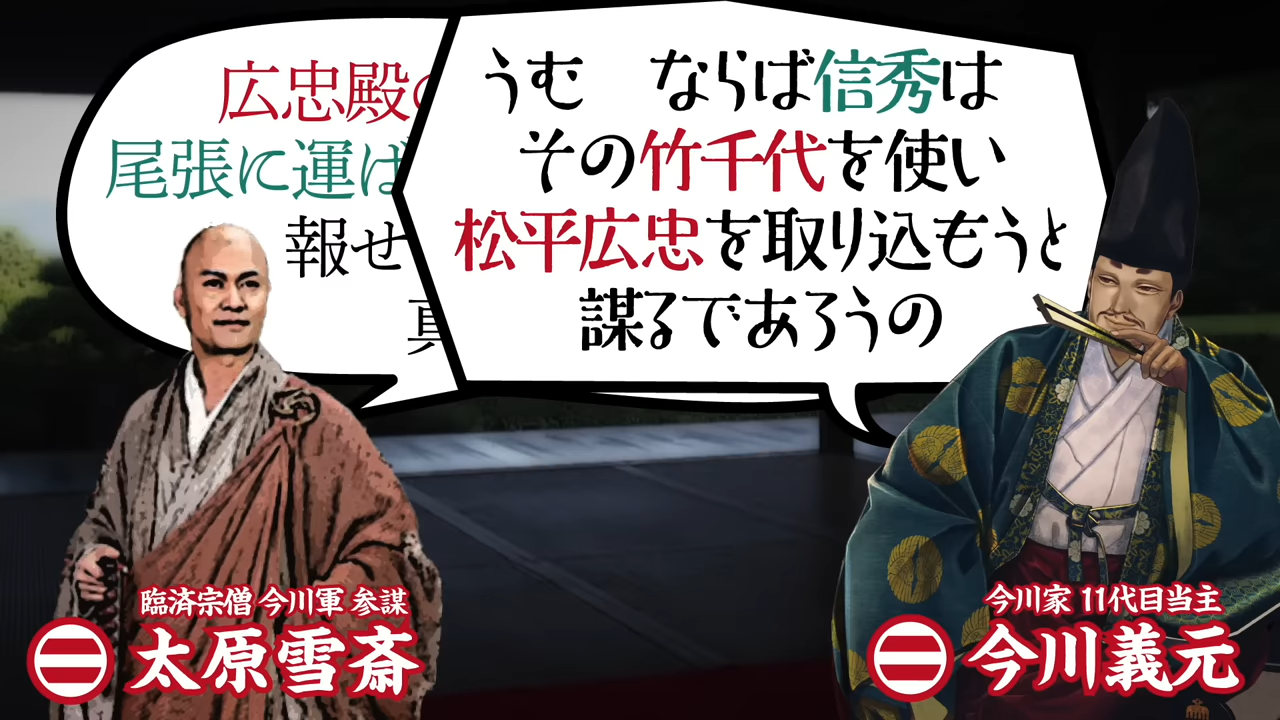 広忠殿の
尾張に運ば
報せ
真
うむ ならば信秀は
その竹千代を使い
松平広忠を取り込もうと
謀るであろうの
臨済宗僧 今川軍 参謀
太原雪斎
今川家 11代目当主
今川義元